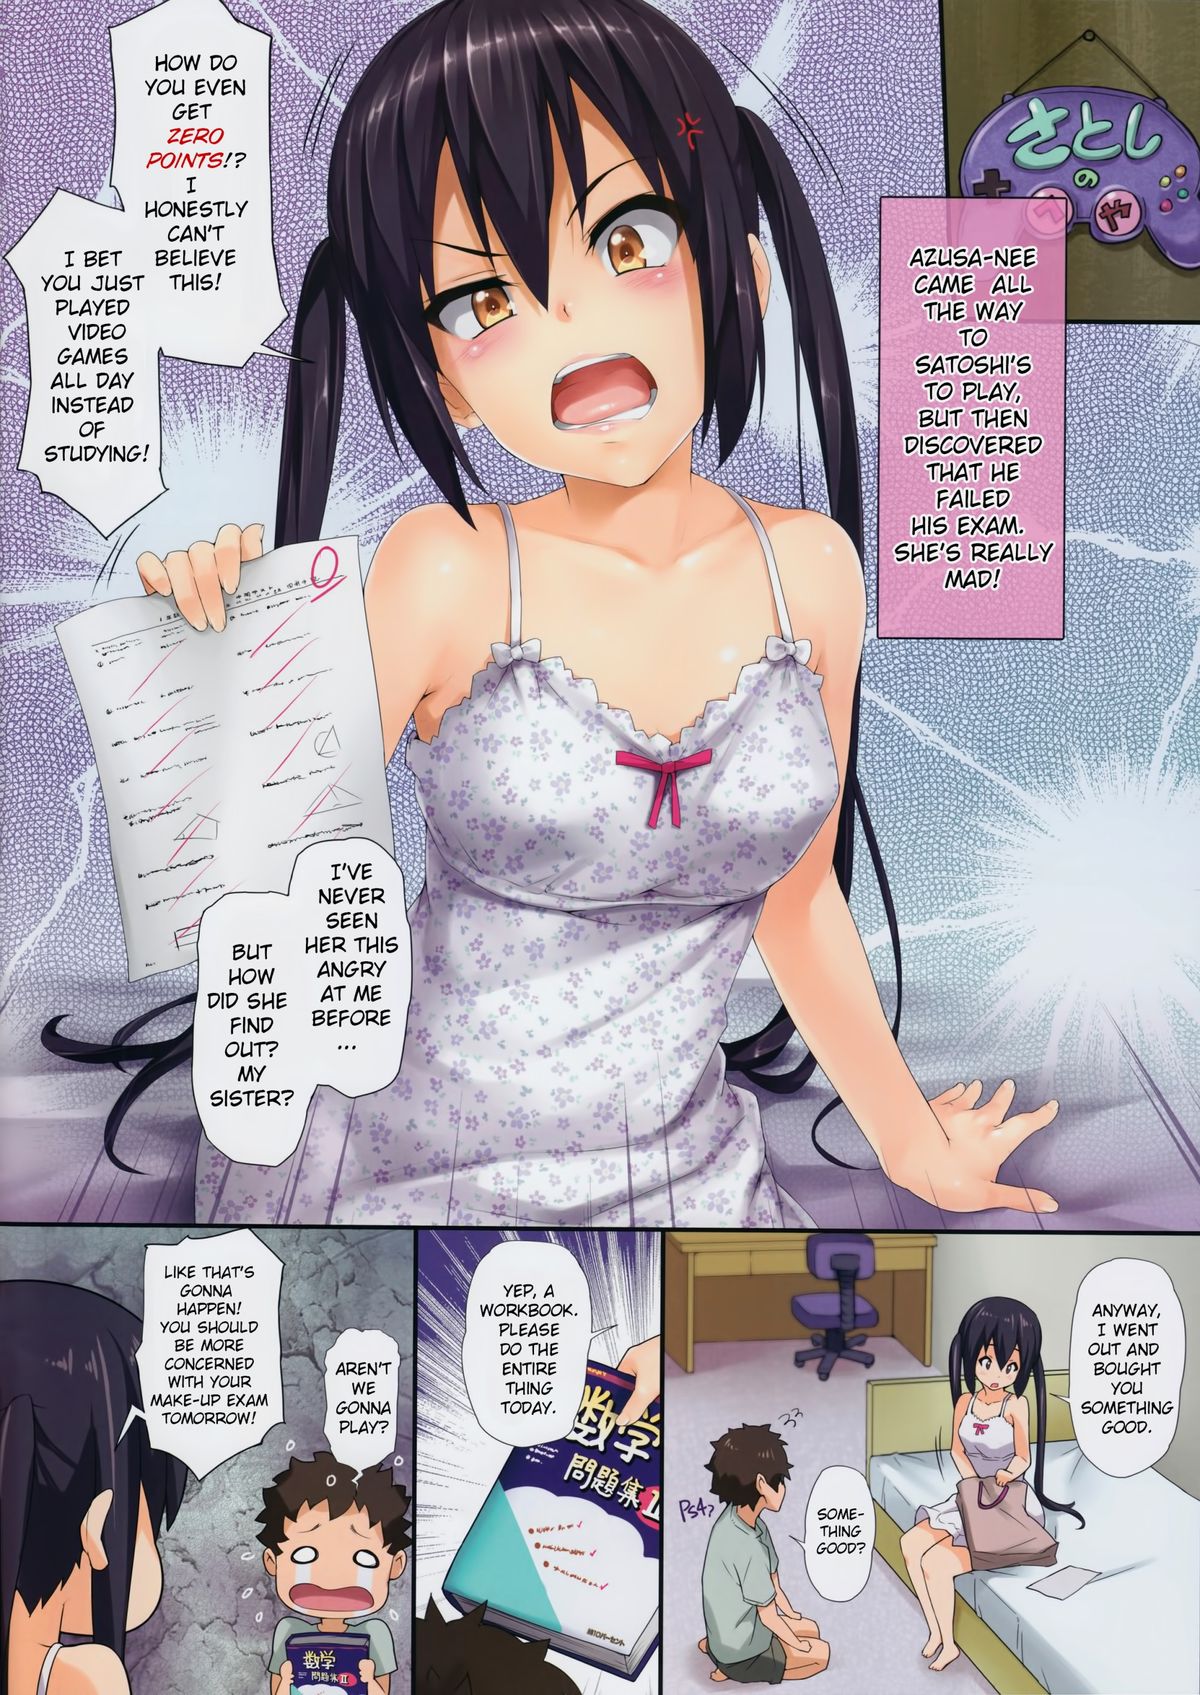 さとし
の
へや
AZUSA-NEE
CAME ALL
THE WAY
TO
SATOSHI'S
TO PLAY,
BUT THEN
DISCOVERED
THAT HE
FAILED
HIS EXAM.
SHE'S REALLY
MAD!
HOW DO
YOU EVEN
GET
ZERO
POINTS!?
I
HONESTLY
CAN'T
BELIEVE
THIS!
I BET
YOU JUST
PLAYED
VIDEO
GAMES
ALL DAY
INSTEAD
OF
STUDYING!
0
I'VE
NEVER
SEEN
HER THIS
ANGRY
AT ME
BEFORE
...
BUT
HOW
DID SHE
FIND
OUT?
MY
SISTER?
ANYWAY,
I WENT
OUT AND
BOUGHT
YOU
SOMETHING
GOOD.
SOME-
THING
GOOD?
PS4?
YEP, A
WORKBOOK.
PLEASE
DO THE
ENTIRE
THING
TODAY.
数学
問題集 II
AREN'T
WE
GONNA
PLAY?
LIKE THAT'S
GONNA
HAPPEN!
YOU SHOULD
BE MORE
CONCERNED
WITH YOUR
MAKE-UP EXAM
TOMORROW!
数学
問題集 II